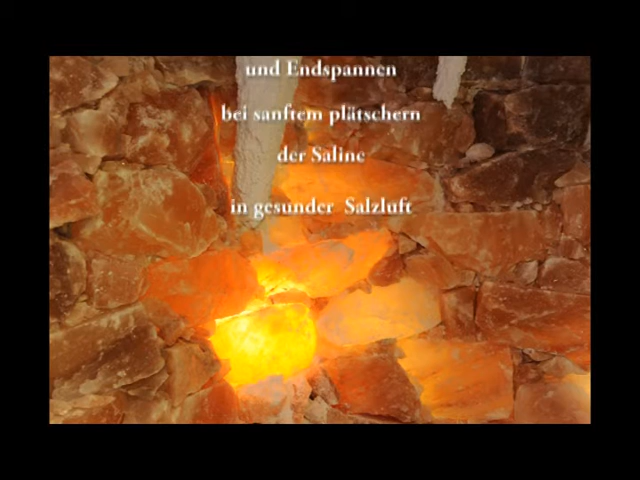 und Endspannen
bei sanftem plätschern
der Saline
in gesunder Salzluft